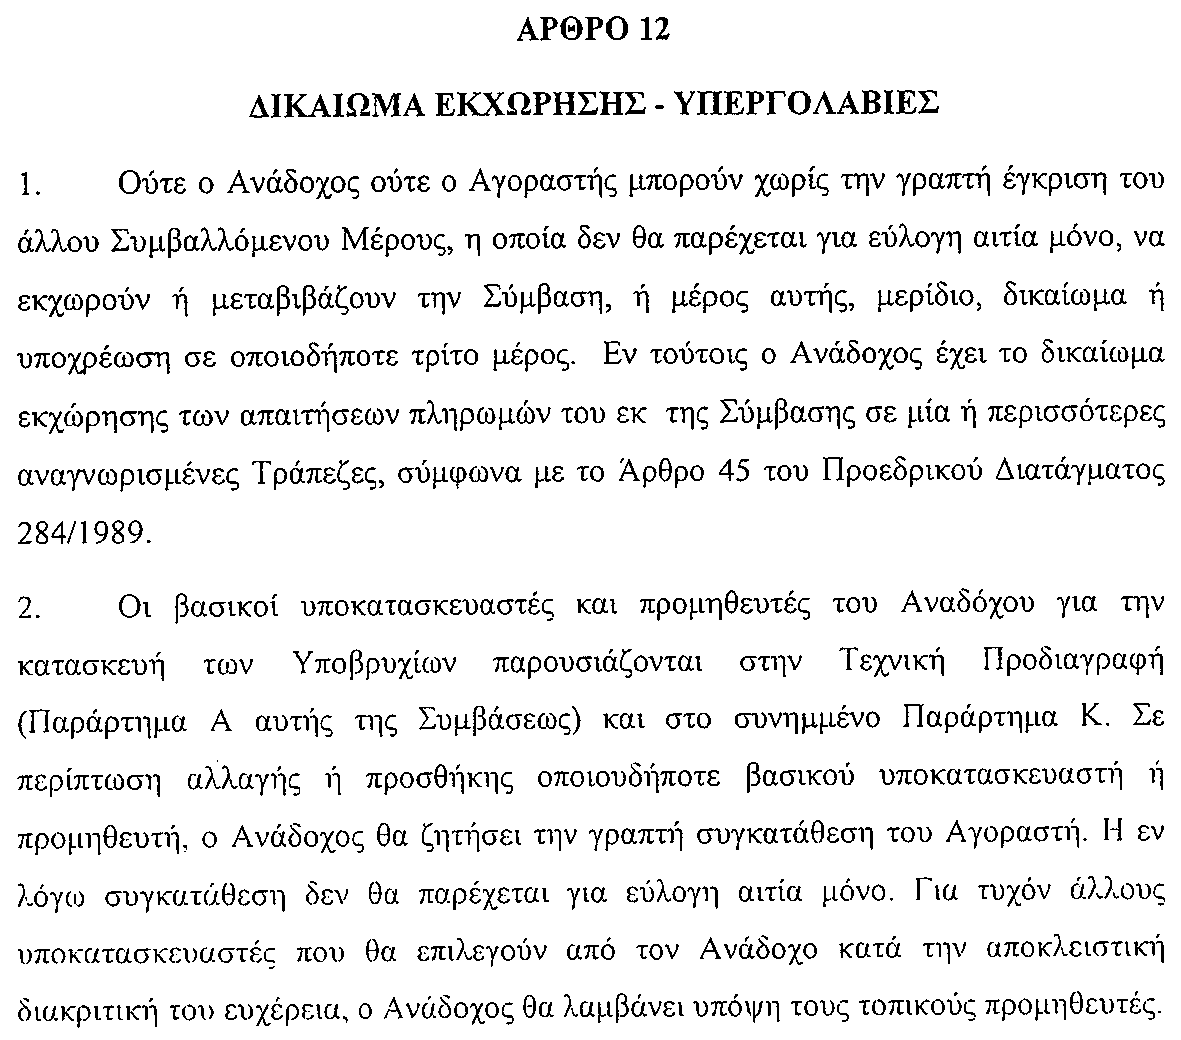 ΑΡΘΡΟ 12
ΔΙΚΑΙΩΜΑ ΕΚΧΩΡΗΣΗΣ - ΥΠΕΡΓΟΛΑΒΙΕΣ
1. Ούτε ο Ανάδοχος ούτε ο Αγοραστής μπορούν χωρίς την γραπτή έγκριση του
άλλου Συμβαλλόμενου Μέρους, η οποία δεν θα παρέχεται για εύλογη αιτία μόνο, να
εκχωρούν ή μεταβιβάζουν την Σύμβαση, ή μέρος αυτής, μερίδιο, δικαίωμα ή
υποχρέωση σε οποιοδήποτε τρίτο μέρος. Εν τούτοις ο Ανάδοχος έχει το δικαίωμα
εκχώρησης των απαιτήσεων πληρωμών του εκ της Σύμβασης σε μία ή περισσότερες
αναγνωρισμένες Τράπεζες, σύμφωνα με το Άρθρο 45 του Προεδρικού Διατάγματος
284/1989.
2. Οι βασικοί υποκατασκευαστές και προμηθευτές του Αναδόχου για την
κατασκευή των Υποβρυχίων παρουσιάζονται στην Τεχνική Προδιαγραφή
(Παράρτημα Α αυτής της Συμβάσεως) και στο συνημμένο Παράρτημα Κ. Σε
περίπτωση αλλαγής ή προσθήκης οποιουδήποτε βασικού υποκατασκευαστή ή
προμηθευτή, ο Ανάδοχος θα ζητήσει την γραπτή συγκατάθεση του Αγοραστή. Η εν
λόγω συγκατάθεση δεν θα παρέχεται για εύλογη αιτία μόνο. Για τυχόν άλλους
υποκατασκευαστές που θα επιλεγούν από τον Ανάδοχο κατά την αποκλειστική
διακριτική του ευχέρεια, ο Ανάδοχος θα λαμβάνει υπόψη τους τοπικούς προμηθευτές.